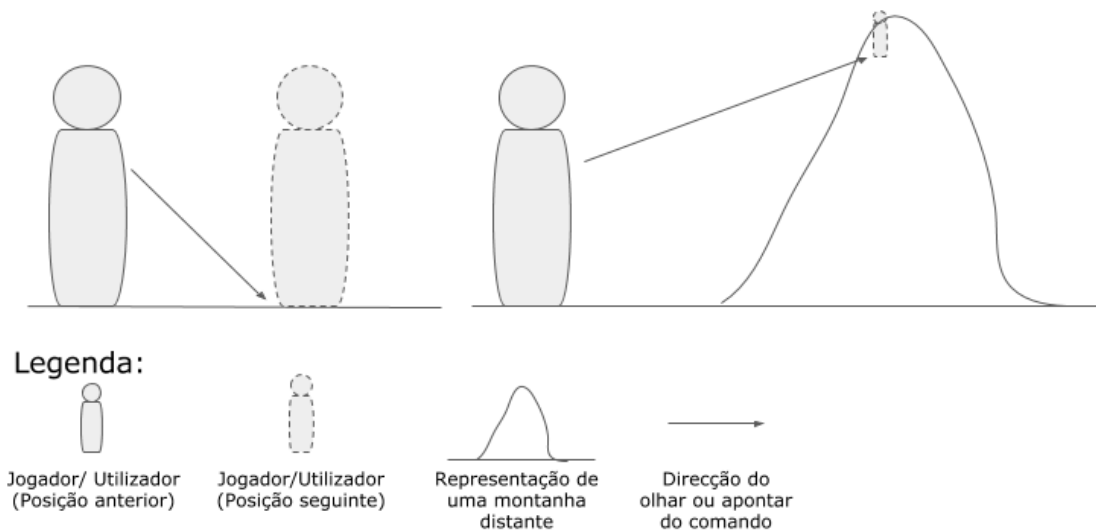 Legenda:
Jogador/ Utilizador
(Posição anterior)
Jogador/Utilizador
(Posição seguinte)
Representação de
uma montanha
distante
Direcção do
olhar ou apontar
do comando